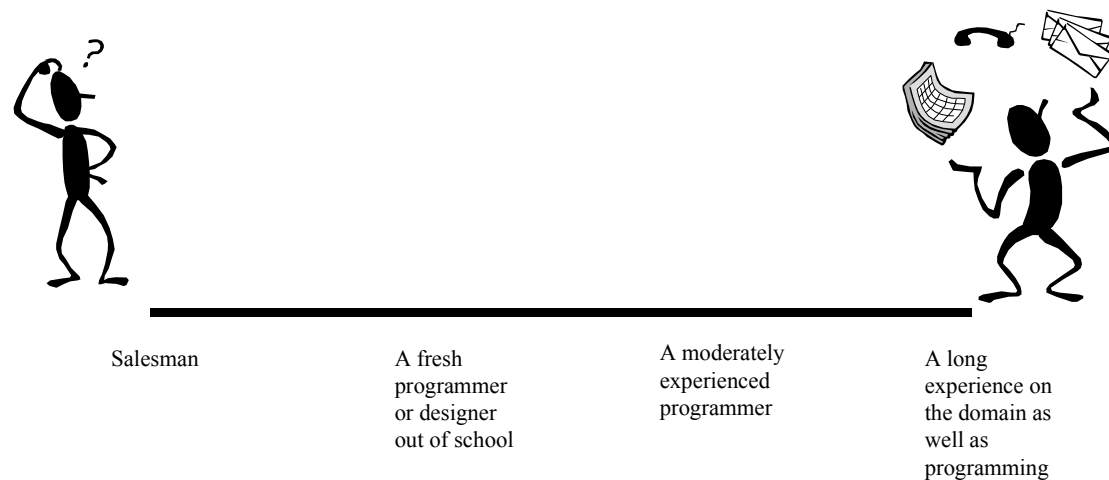 ?
Salesman
A fresh
programmer
or designer
out of school
A moderately
experienced
programmer
A long
experience on
the domain as
well as
programming